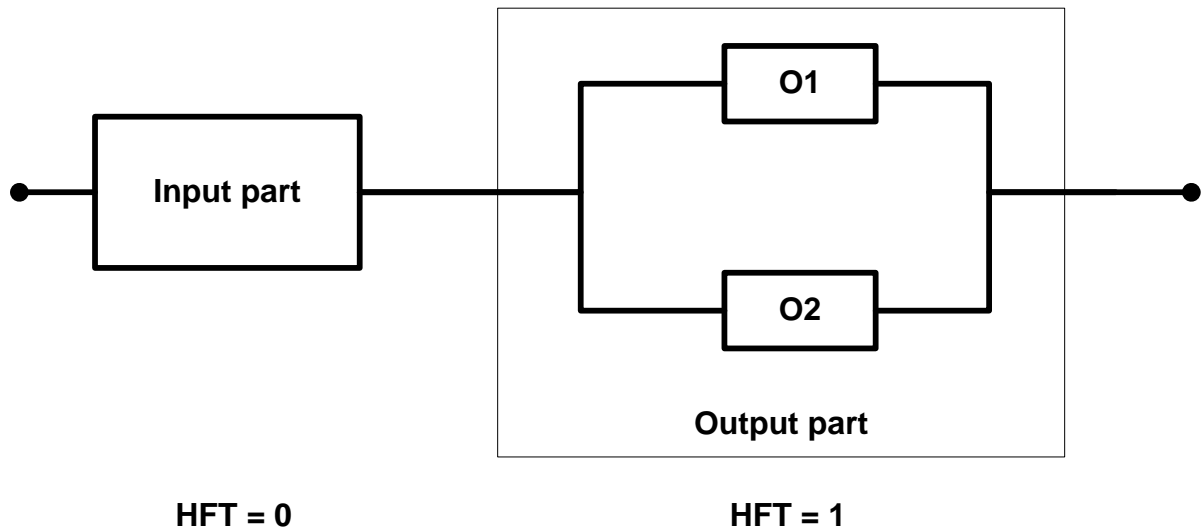 O1
Input part
O2
Output part
HFT = 0
HFT = 1